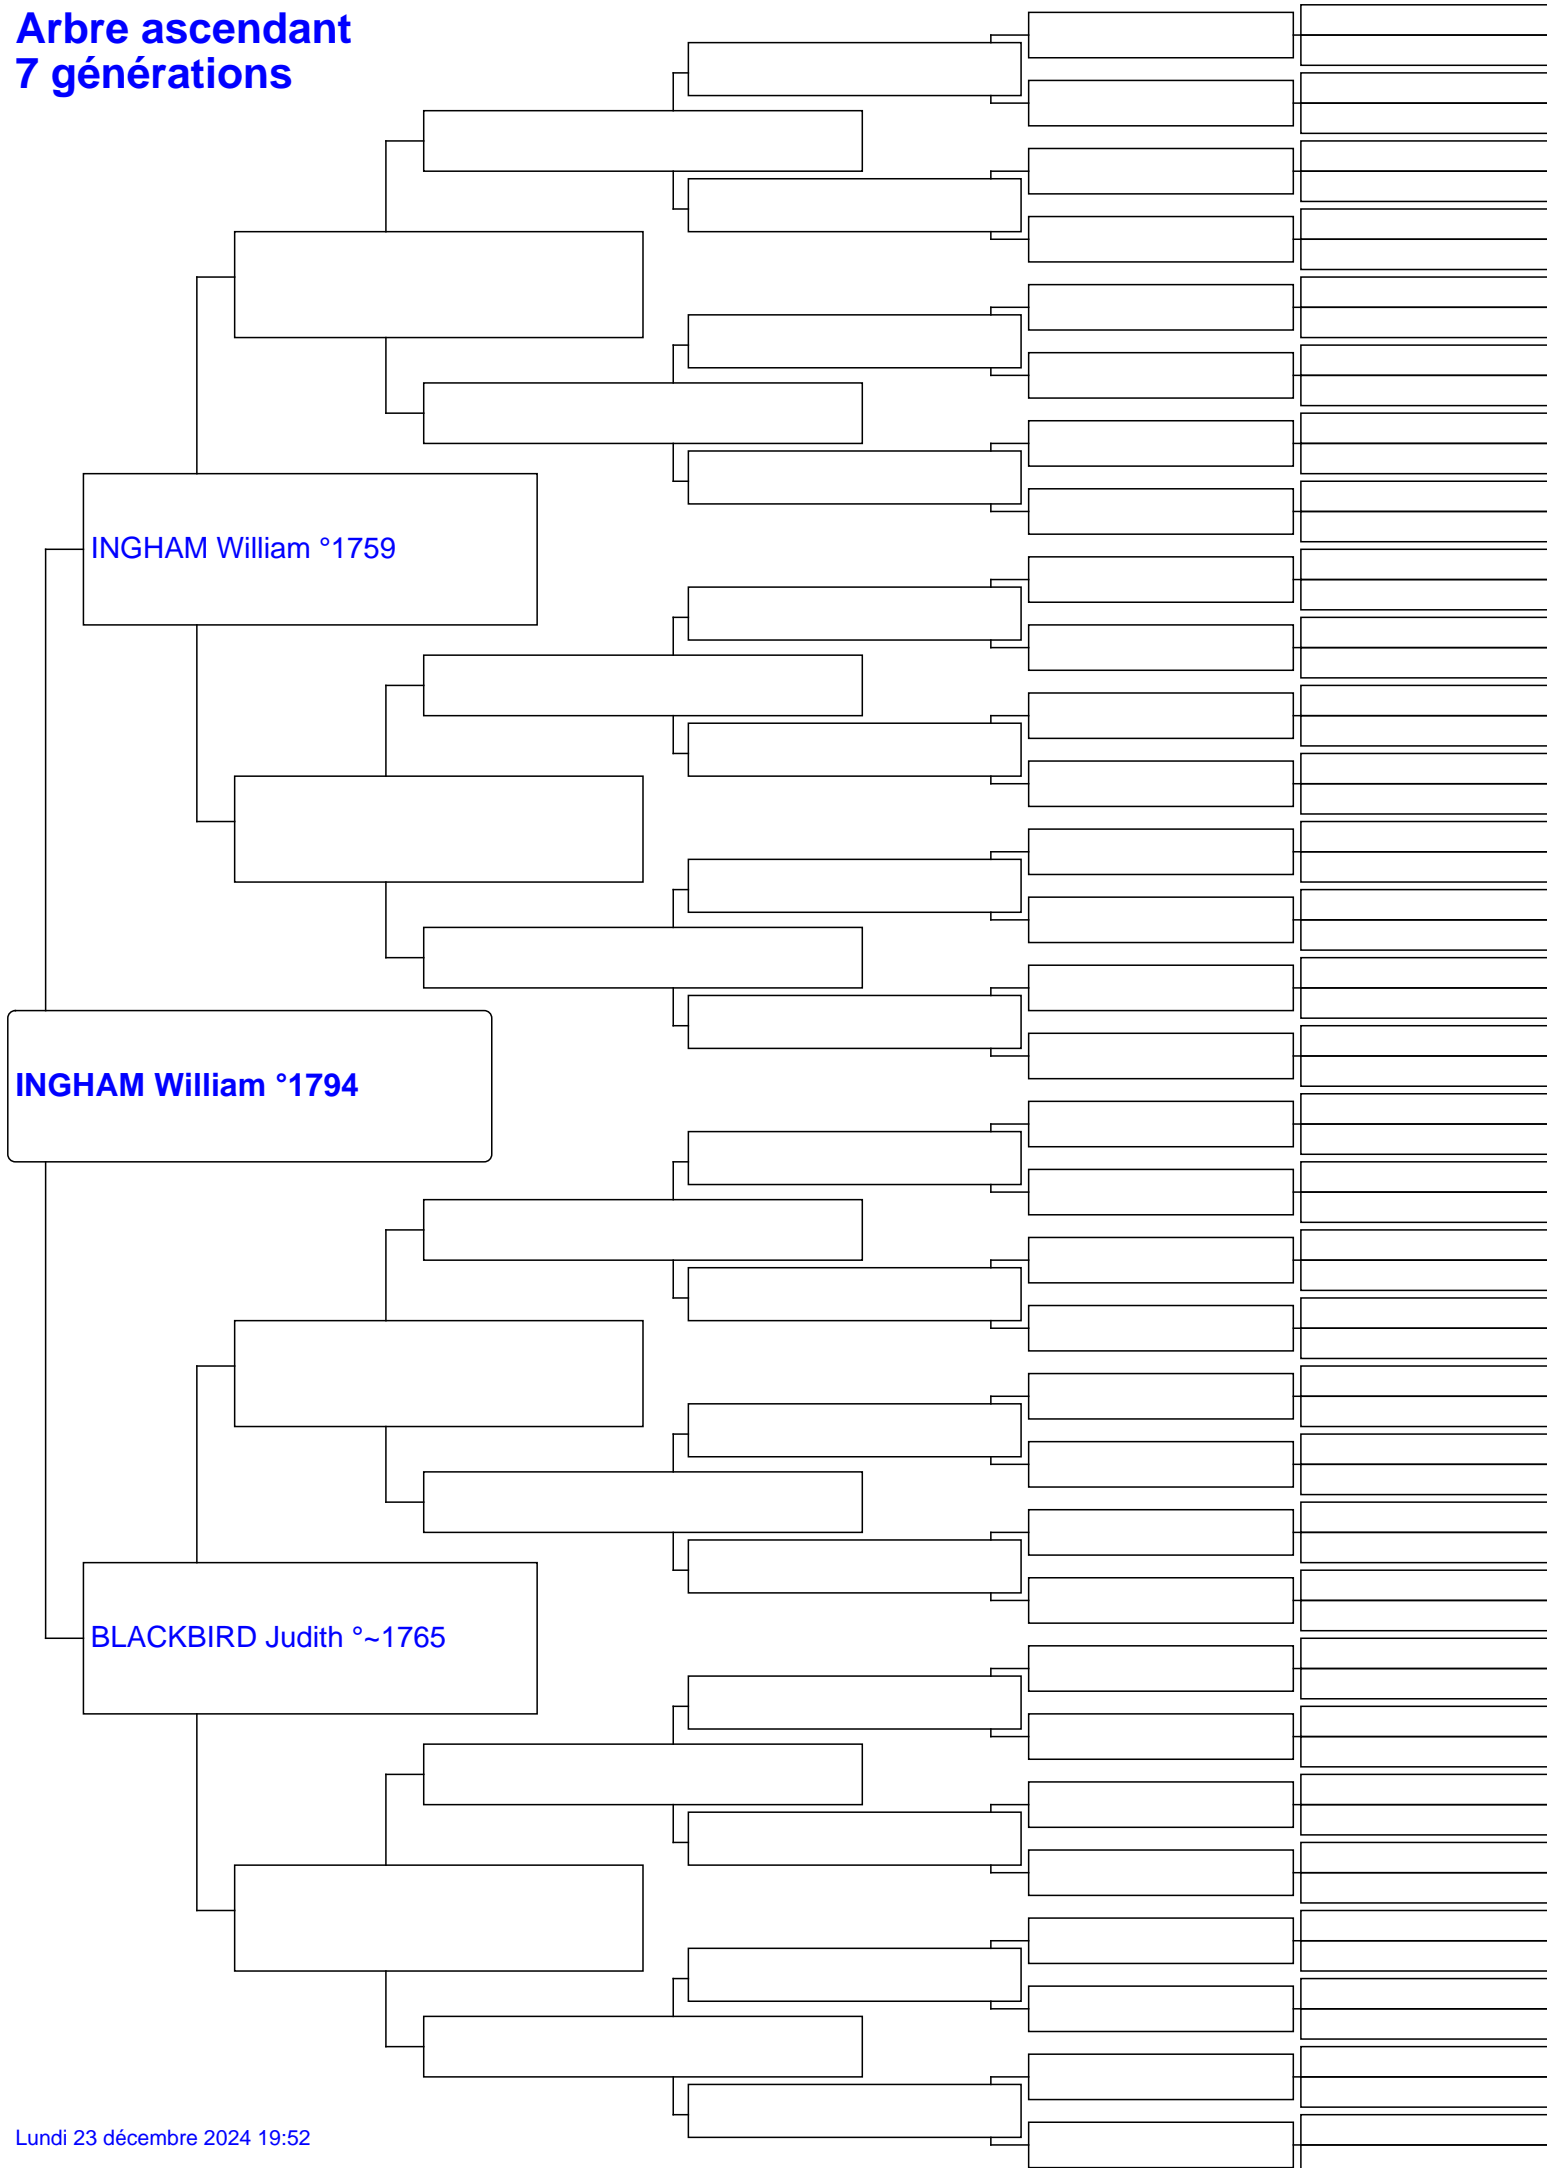 Arbre ascendant
7 générations
INGHAM William °1759
INGHAM William °1794
BLACKBIRD Judith °~1765
Lundi 23 décembre 2024 19:52